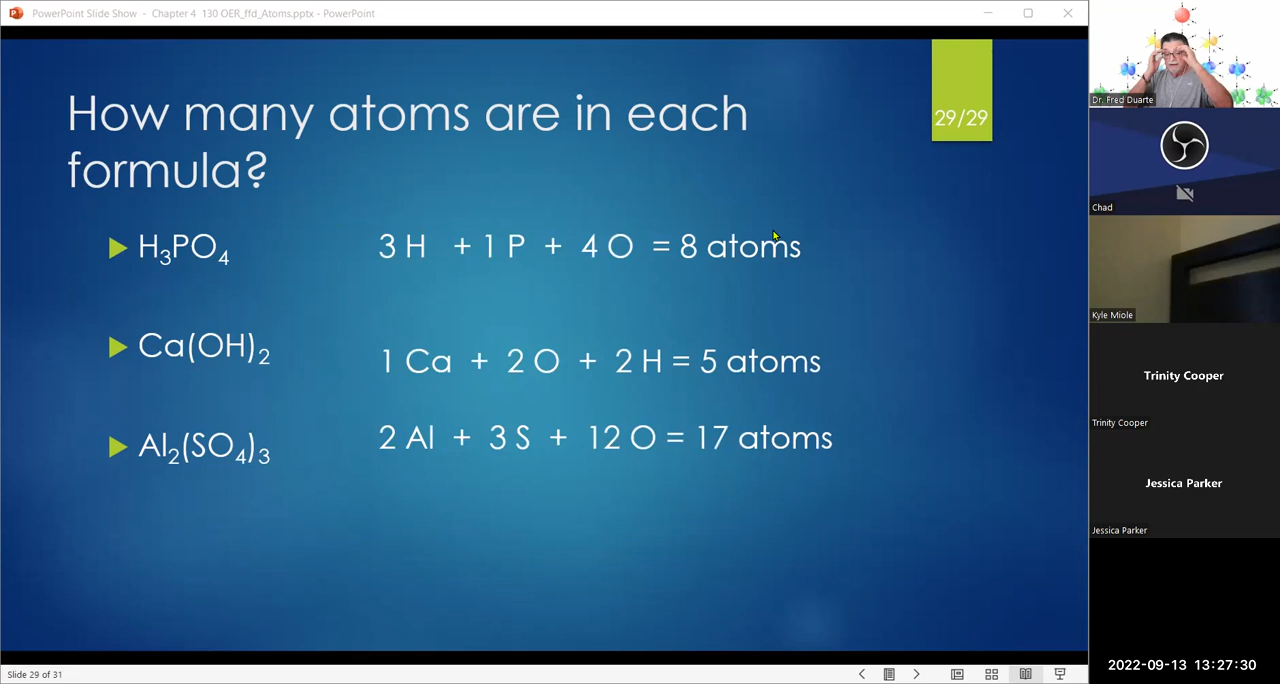 PowerPoint Slide Show - Chapter 4 130 OER_ffd_Atoms.pptx - PowerPoint
How many atoms are in each
formula?
29/29
H₃PO₄ 3 H + 1 P + 4 O = 8 atoms
Ca(OH)₂ 1 Ca + 2 O + 2 H = 5 atoms
Al₂(SO₄)₃ 2 Al + 3 S + 12 O = 17 atoms
Slide 29 of 31
Dr. Fred Duarte
Chad
Kyle Miole
Trinity Cooper
Trinity Cooper
Jessica Parker
Jessica Parker
2022-09-13 13:27:30